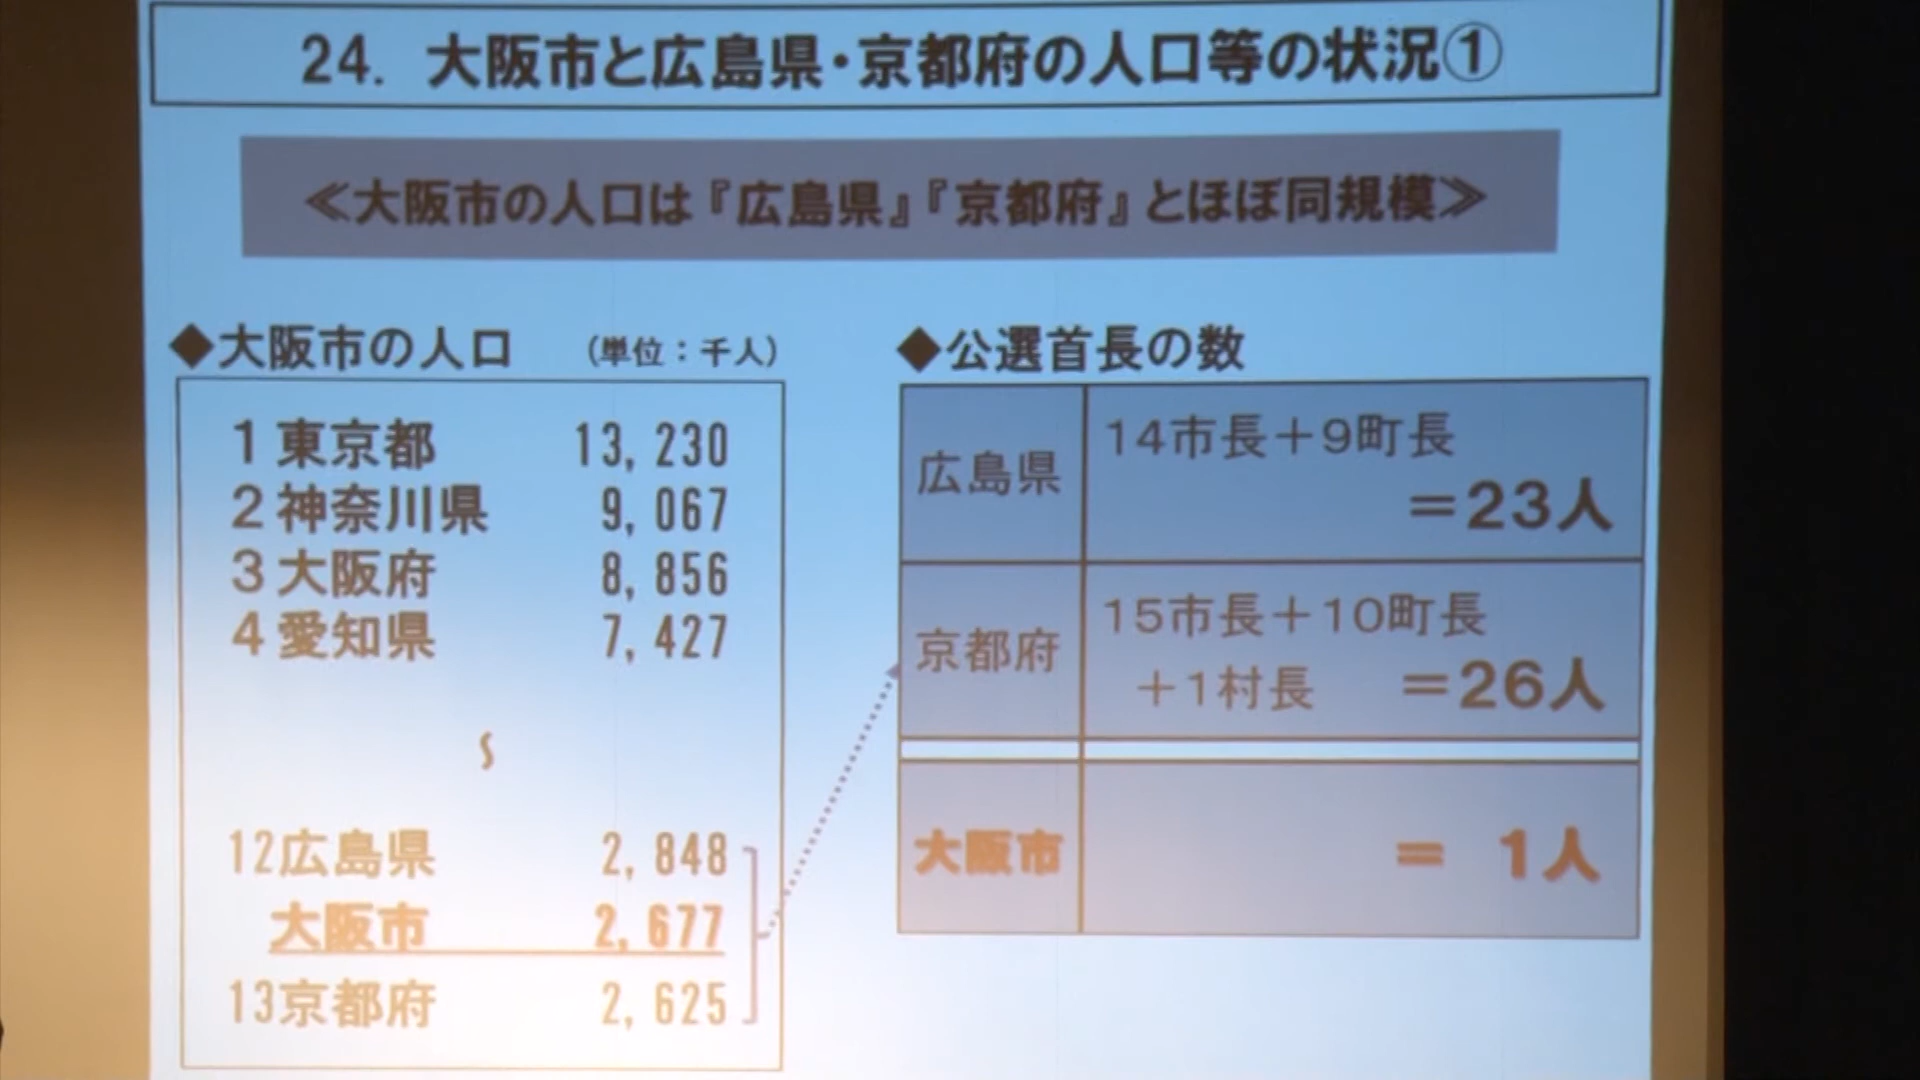 24. 大阪市と広島県・京都府の人口等の状況①
≪大阪市の人口は『広島県』『京都府』とほぼ同規模≫
◆大阪市の人口 (単位:千人)
1 東京都 13, 230
2 神奈川県 9, 067
3 大阪府 8, 856
4 愛知県 7, 427
∽
12広島県 2, 848
大阪市 2, 677
13京都府 2, 625
◆公選首長の数
広島県 14市長+9町長
=23人
京都府 15市長+10町長
+1村長 =26人
大阪市 = 1人